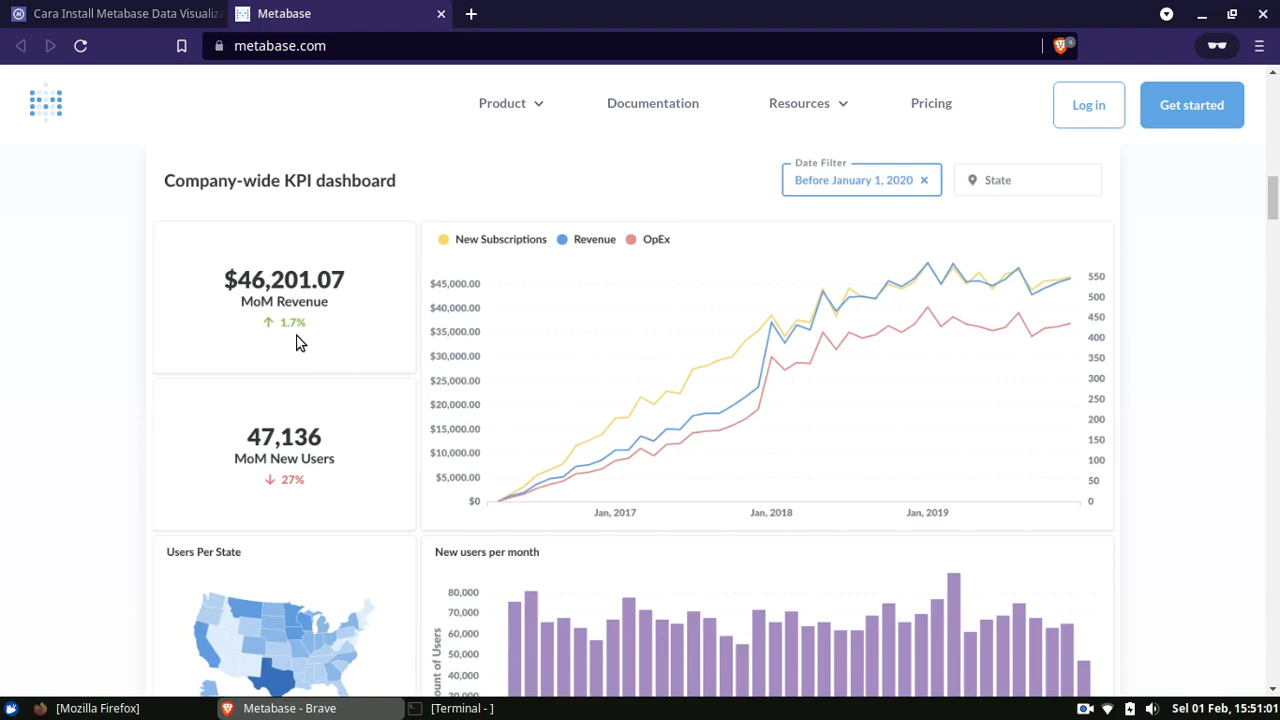 Cara Install Metabase Data Visualiz
Metabase
metabase.com
6
Product
Documentation
Resources
Pricing
Log in
Get started
Company-wide KPI dashboard
Date Filter
Before January 1, 2020 ×
State
$46,201.07
MoM Revenue
↑ 1.7%
47,136
MoM New Users
↓ 27%
New Subscriptions
Revenue
OpEx
$45,000.00
$40,000.00
$35,000.00
$30,000.00
$25,000.00
$20,000.00
$15,000.00
$10,000.00
$5,000.00
$0
550
500
450
400
350
300
250
200
150
100
50
0
Jan, 2017
Jan, 2018
Jan, 2019
Users Per State
New users per month
80,000
70,000
60,000
50,000
40,000
30,000
ount of Users
[Mozilla Firefox]
Metabase - Brave
[Terminal - ]
Sel 01 Feb, 15:51:01